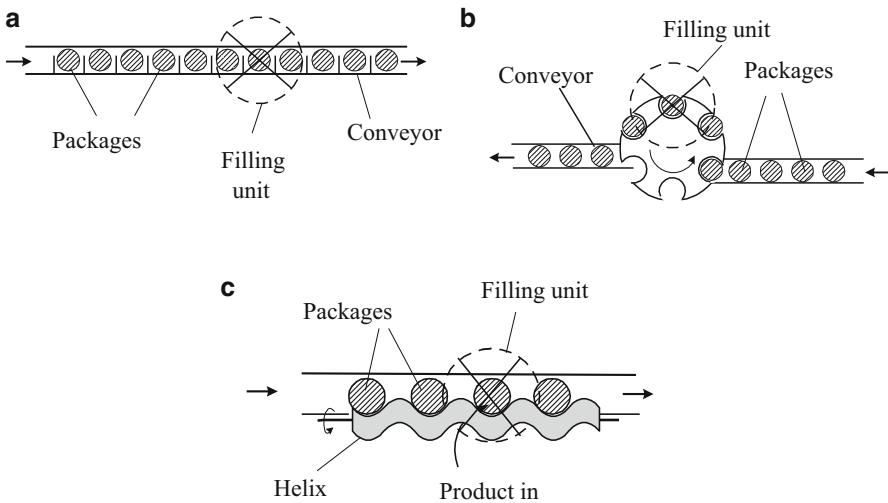 a
Packages
Filling
unit
Conveyor
b
Filling unit
Conveyor
Packages
c
Filling unit
Packages
Helix
Product in